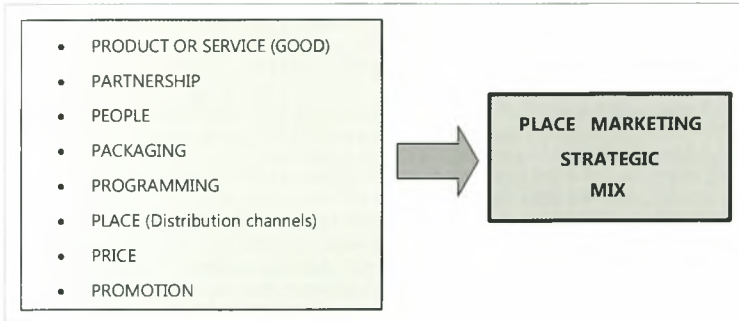 • PRODUCT OR SERVICE (GOOD)
• PARTNERSHIP
• PEOPLE
• PACKAGING
• PROGRAMMING
• PLACE (Distribution channels)
• PRICE
• PROMOTION
PLACE MARKETING
STRATEGIC
MIX